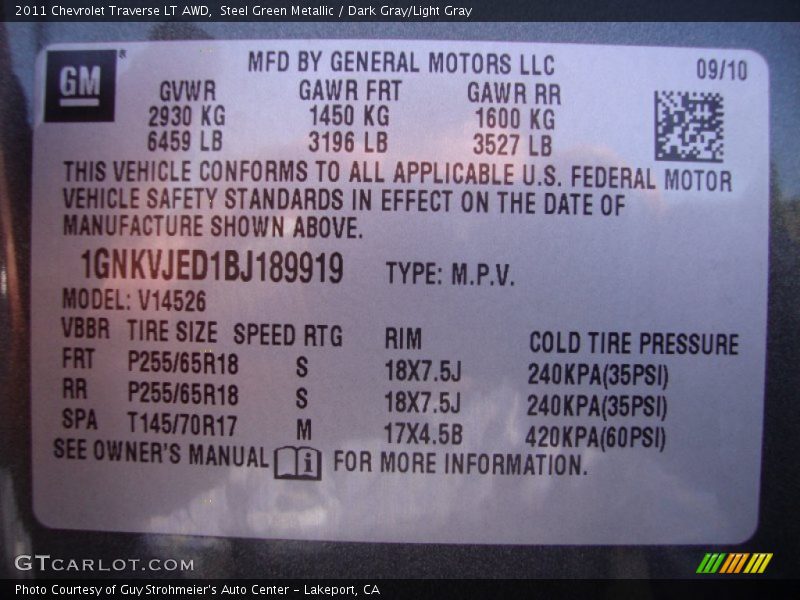 2011 Chevrolet Traverse LT AWD,  Steel Green Metallic / Dark Gray/Light Gray
GM®
MFD BY GENERAL MOTORS LLC
09/10
GVWR GAWR FRT GAWR RR
2930 KG 1450 KG 1600 KG
6459 LB 3196 LB 3527 LB
THIS VEHICLE CONFORMS TO ALL APPLICABLE U.S. FEDERAL MOTOR
VEHICLE SAFETY STANDARDS IN EFFECT ON THE DATE OF
MANUFACTURE SHOWN ABOVE.
1GNKVJED1BJ189919 TYPE: M.P.V.
MODEL: V14526
VBBR TIRE SIZE SPEED RTG RIM COLD TIRE PRESSURE
FRT P255/65R18 S 18X7.5J 240KPA(35PSI)
RR P255/65R18 S 18X7.5J 240KPA(35PSI)
SPA T145/70R17 M 17X4.5B 420KPA(60PSI)
SEE OWNER'S MANUAL i FOR MORE INFORMATION.
GTCARLOT.COM
Photo Courtesy of Guy Strohmeier's Auto Center – Lakeport, CA